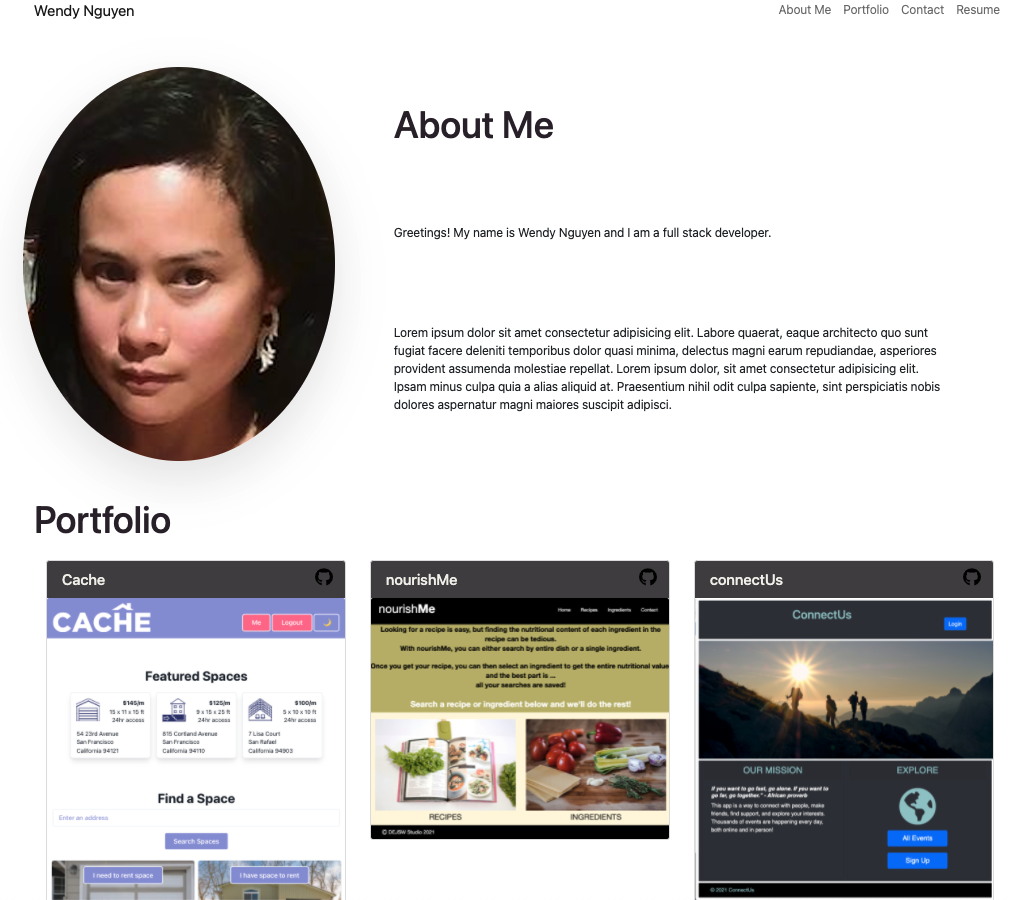 Wendy Nguyen
About Me Portfolio Contact Resume
About Me
Greetings! My name is Wendy Nguyen and I am a full stack developer.
Lorem ipsum dolor sit amet consectetur adipisicing elit. Labore quaerat, eaque architecto quo sunt
fugiat facere deleniti temporibus dolor quasi minima, delectus magni earum repudiandae, asperiores
provident assumenda molestiae repellat. Lorem ipsum dolor, sit amet consectetur adipisicing elit.
Ipsam minus culpa quia a alias aliquid at. Praesentium nihil odit culpa sapiente, sint perspiciatis nobis
dolores aspernatur magni maiores suscipit adipisci.
Portfolio
Cache
CACHE
Me Logout
Featured Spaces
$145/m
15 x 11 x 15 ft
24hr access
54 23rd Avenue
San Francisco
California 94121
$125/m
9 x 15 x 25 ft
24hr access
815 Cortland Avenue
San Francisco
California 94110
$100/m
5 x 10 x 10 ft
24hr access
7 Lisa Court
San Rafael
California 94903
Find a Space
Enter an address
Search Spaces
I need to rent space
I have space to rent
nourishMe
nourishMe
Home Recipes Ingredients Contact
Looking for a recipe is easy, but finding the nutritional content of each ingredient in the
recipe can be tedious.
With nourishMe, you can either search by entire dish or a single ingredient.
Once you get your recipe, you can then select an ingredient to get the entire nutritional value
and the best part is ...
all your searches are saved!
Search a recipe or ingredient below and we'll do the rest!
RECIPES
INGREDIENTS
© DEJSW Studio 2021
connectUs
ConnectUs
Login
OUR MISSION
If you want to go fast, go alone. If you want to
go far, go together." - African proverb
This app is a way to connect with people, make
friends, find support, and explore your interests.
Thousands of events are happening every day,
both online and in person!
EXPLORE
All Events
Sign Up
© 2021 ConnectUs